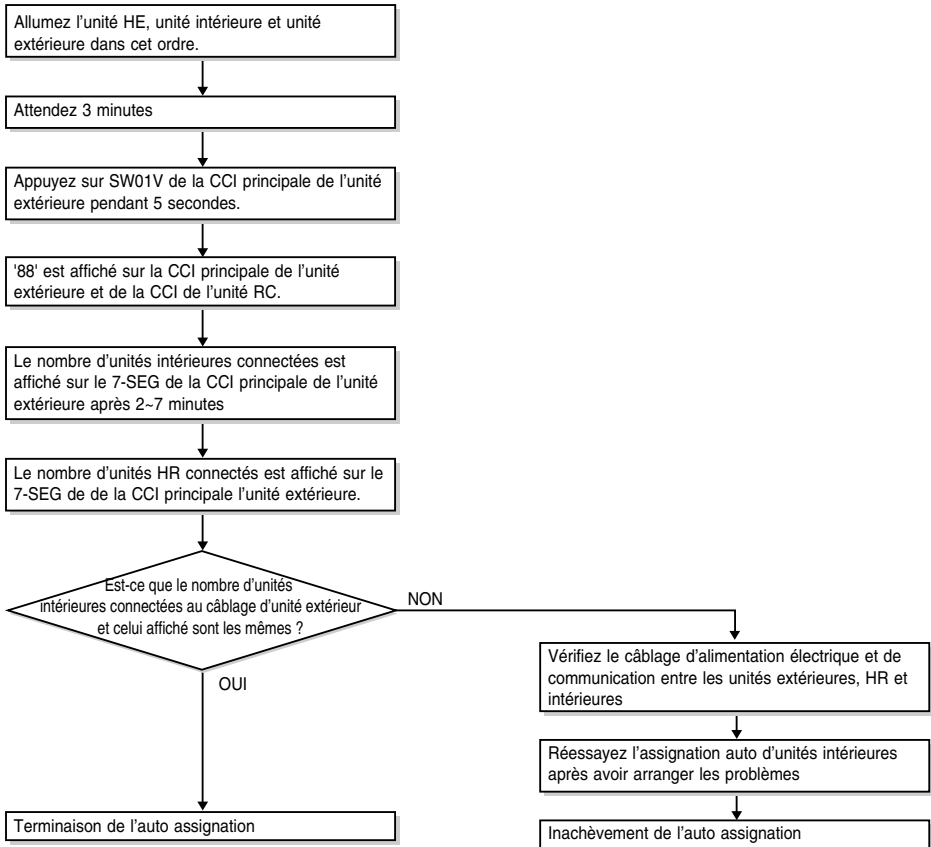 Allumez l'unité HE, unité intérieure et unité
extérieure dans cet ordre.
Attendez 3 minutes
Appuyez sur SW01V de la CCI principale de l'unité
extérieure pendant 5 secondes.
'88' est affiché sur la CCI principale de l'unité
extérieure et de la CCI de l'unité RC.
Le nombre d'unités intérieures connectées est
affiché sur le 7-SEG de la CCI principale de l'unité
extérieure après 2~7 minutes
Le nombre d'unités HR connectés est affiché sur le
7-SEG de de la CCI principale l'unité extérieure.
Est-ce que le nombre d'unités
intérieures connectées au câblage d'unité extérieur
et celui affiché sont les mêmes ?
NON
OUI
Vérifiez le câblage d'alimentation électrique et de
communication entre les unités extérieures, HR et
intérieures
Réessayez l'assignation auto d'unités intérieures
après avoir arranger les problèmes
Terminaison de l'auto assignation
Inachèvement de l'auto assignation